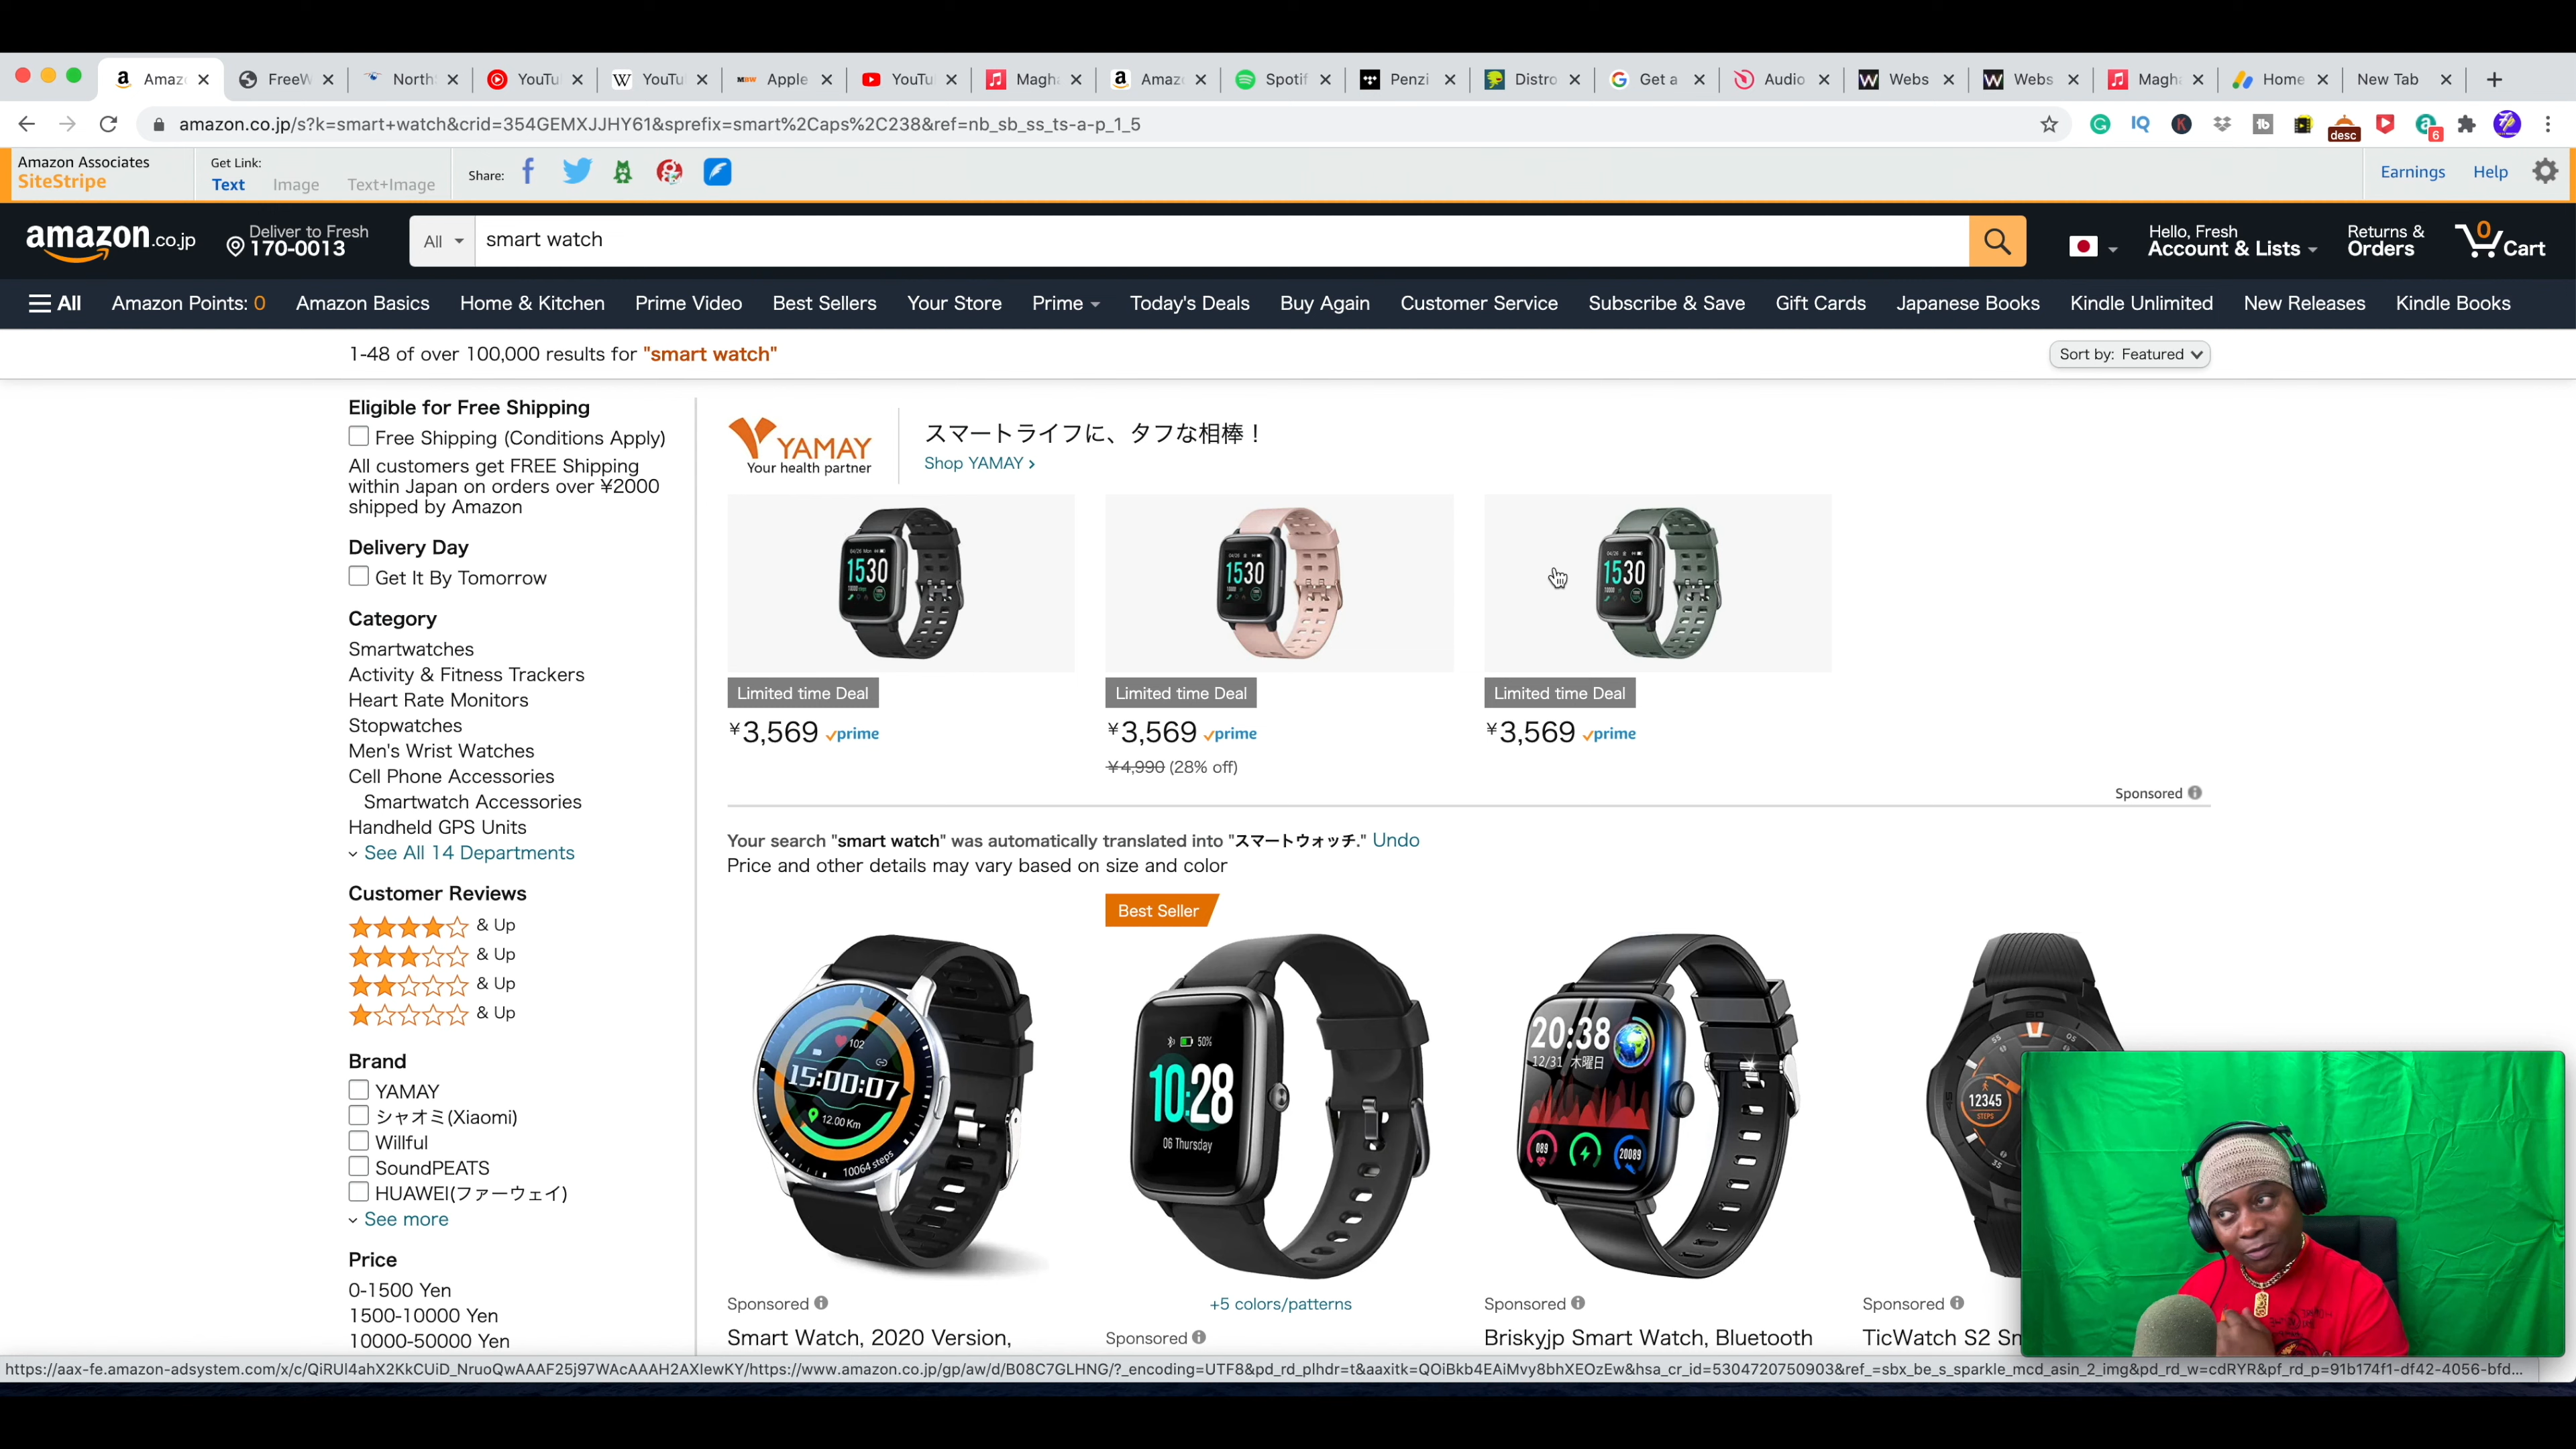 Amaz
FreeW
North
YouTu
YouTu
Apple
YouTu
Magh
Amaz
Spotif
Penzi
Distro
Get a
Audio
Webs
Webs
Magh
Home
New Tab
amazon.co.jp/s?k=smart+watch&crid=354GEMXJJHY61&sprefix=smart%2Caps%2C238&ref=nb_sb_ss_ts-a-p_1_5
desc
6
Amazon Associates
SiteStripe
Get Link:
Text Image Text+Image
Share:
Earnings Help
amazon.co.jp
Deliver to Fresh
170-0013
All
smart watch
Hello, Fresh
Account & Lists
Returns &
Orders
0
Cart
All Amazon Points: 0 Amazon Basics Home & Kitchen Prime Video Best Sellers Your Store Prime Today's Deals Buy Again Customer Service Subscribe & Save Gift Cards Japanese Books Kindle Unlimited New Releases Kindle Books
1-48 of over 100,000 results for "smart watch"
Sort by: Featured
Eligible for Free Shipping
Free Shipping (Conditions Apply)
All customers get FREE Shipping
within Japan on orders over ¥2000
shipped by Amazon
Delivery Day
Get It By Tomorrow
Category
Smartwatches
Activity & Fitness Trackers
Heart Rate Monitors
Stopwatches
Men's Wrist Watches
Cell Phone Accessories
Smartwatch Accessories
Handheld GPS Units
See All 14 Departments
Customer Reviews
& Up
& Up
& Up
& Up
Brand
YAMAY
シャオミ(Xiaomi)
Willful
SoundPEATS
HUAWEI(ファーウェイ)
See more
Price
0-1500 Yen
1500-10000 Yen
10000-50000 Yen
YAMAY
Your health partner
スマートライフに、タフな相棒！
Shop YAMAY ›
1530
1530
1530
Limited time Deal
Limited time Deal
Limited time Deal
¥3,569 prime
¥3,569 prime
¥3,569 prime
¥4,990 (28% off)
Sponsored
Your search "smart watch" was automatically translated into "スマートウォッチ." Undo
Price and other details may vary based on size and color
Best Seller
102
15:00:07
12.00 Km
10064 steps
50%
10:28
06 Thursday
20:38
12/31 木曜日
089
20089
12345
STEPS
Sponsored
Smart Watch, 2020 Version,
+5 colors/patterns
Sponsored
Sponsored
Briskyjp Smart Watch, Bluetooth
Sponsored
TicWatch S2 Sm
https://aax-fe.amazon-adsystem.com/x/c/QiRUl4ahX2KkCUiD_NruoQwAAAF25j97WAcAAAH2AXIewKY/https://www.amazon.co.jp/gp/aw/d/B08C7GLHNG/?_encoding=UTF8&pd_rd_plhdr=t&aaxitk=QOiBkb4EAiMvy8bhXEOzEw&hsa_cr_id=5304720750903&ref_=sbx_be_s_sparkle_mcd_asin_2_img&pd_rd_w=cdRYR&pf_rd_p=91b174f1-df42-4056-bfd...